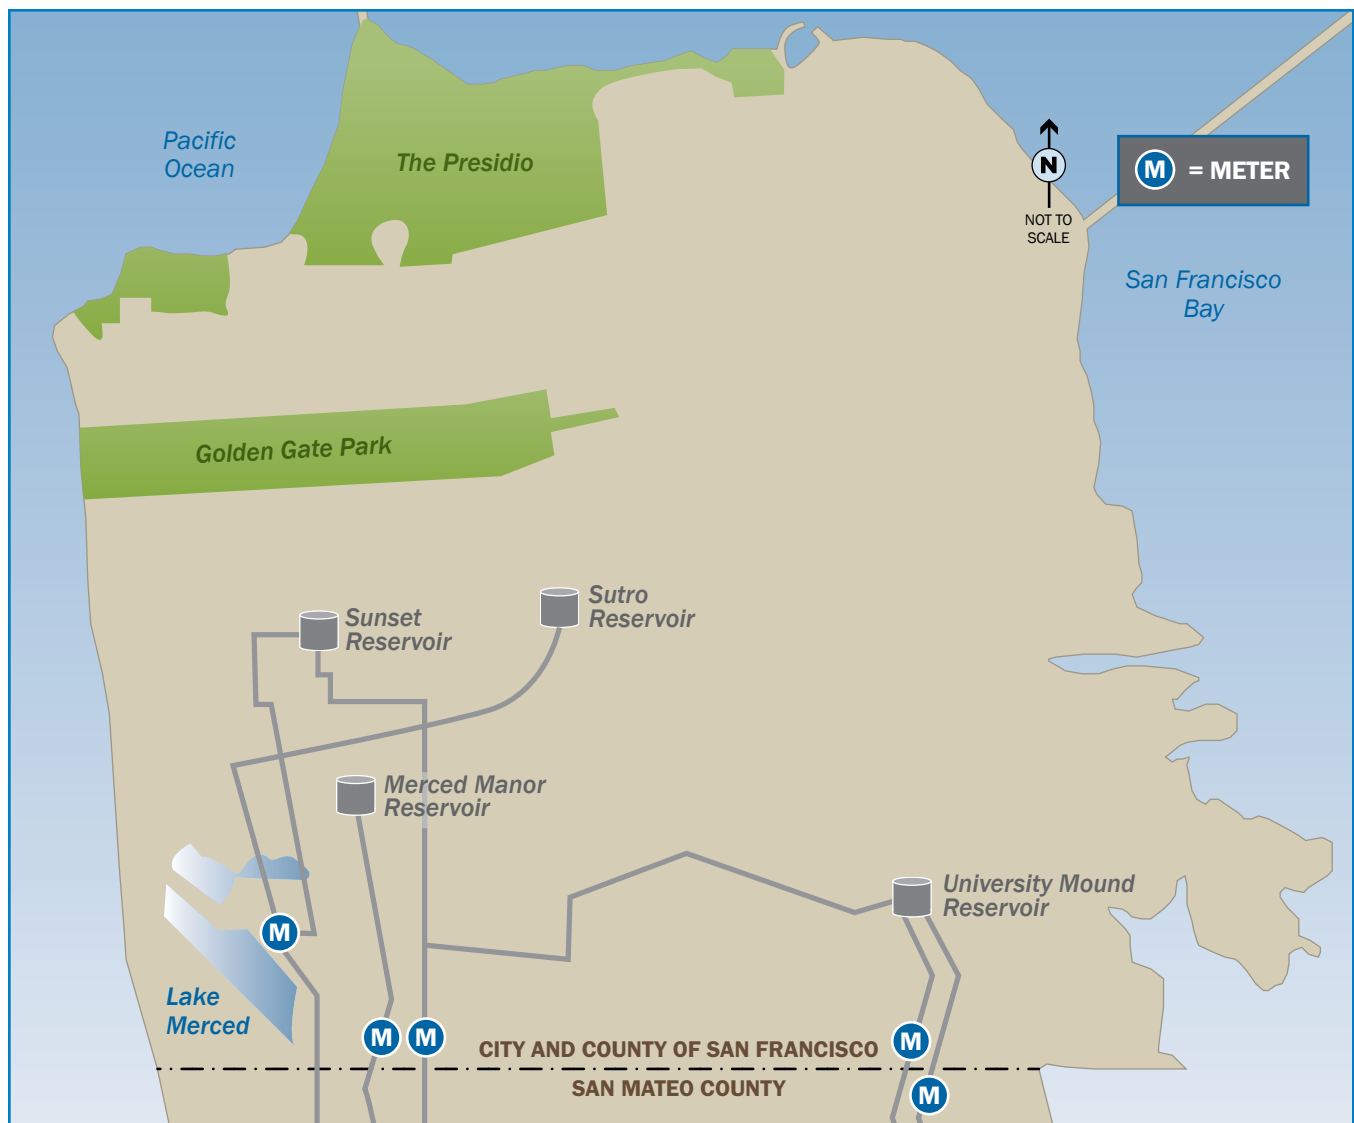 Pacific
Ocean
The Presidio
N
NOT TO
SCALE
M = METER
San Francisco
Bay
Golden Gate Park
Sunset
Reservoir
Sutro
Reservoir
Merced Manor
Reservoir
University Mound
Reservoir
M
Lake
Merced
M
M
M
CITY AND COUNTY OF SAN FRANCISCO
SAN MATEO COUNTY
M